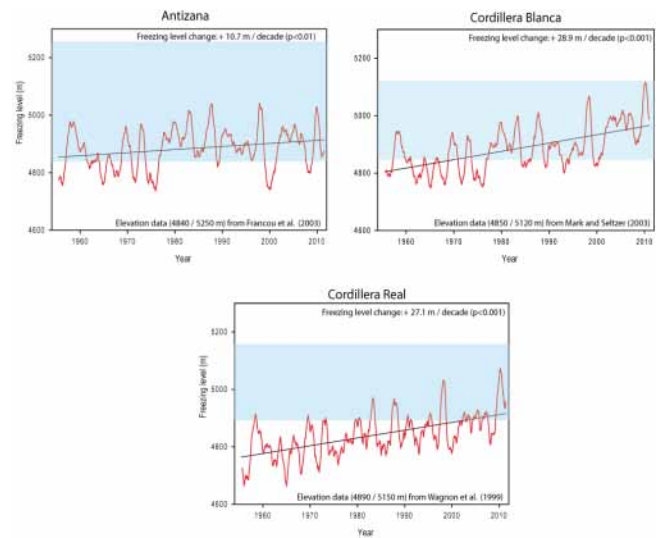 Antizana
Freezing level change: + 10.7 m / decade (p<0.01)
Freezing level (m)
5200
5000
4800
4600
1960
1970
1980
1990
2000
2010
Elevation data (4840 / 5250 m) from Francou et al. (2003)
Year
Cordillera Blanca
Freezing level change: + 28.9 m / decade (p<0.001)
5200
5000
4800
4600
1960
1970
1980
1990
2000
2010
Elevation data (4850 / 5120 m) from Mark and Seltzer (2003)
Year
Cordillera Real
Freezing level change: + 27.1 m / decade (p<0.001)
Freezing level (m)
5200
5000
4800
4600
1960
1970
1980
1990
2000
2010
Elevation data (4890 / 5150 m) from Wagnon et al. (1999)
Year